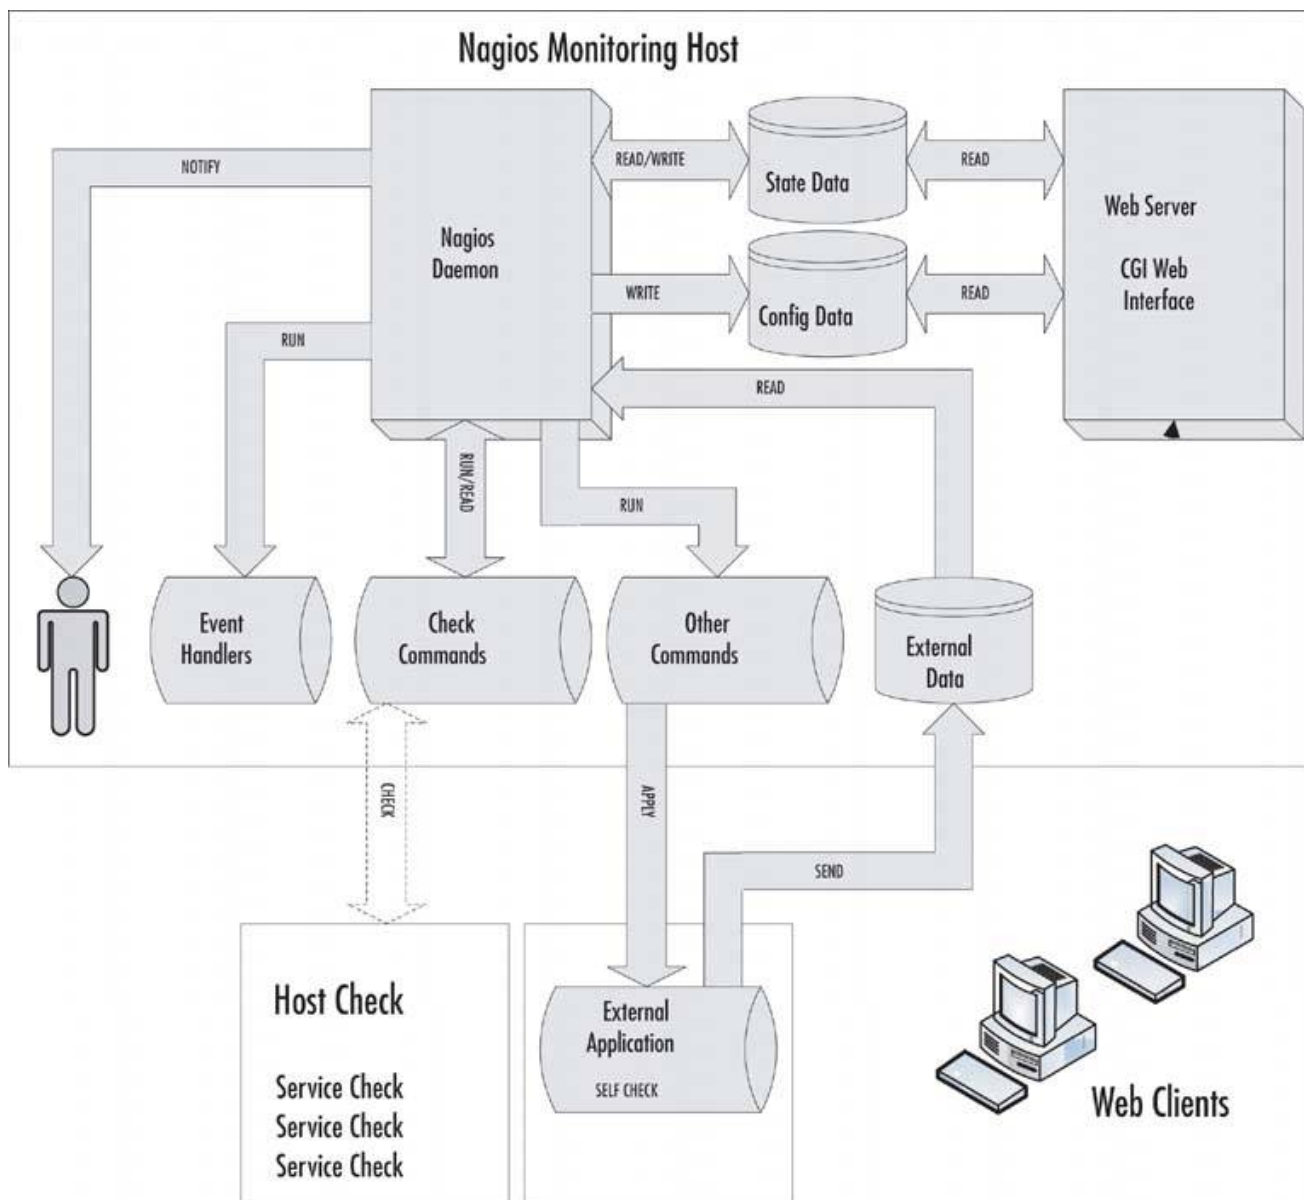 Nagios Monitoring Host
NOTIFY
READ/WRITE
State Data
READ
Web Server
CGI Web
Interface
Nagios
Daemon
WRITE
Config Data
READ
RUN
READ
RUN/READ
RUN
Event
Handlers
Check
Commands
Other
Commands
External
Data
CHECK
APPLY
SEND
Host Check
Service Check
Service Check
Service Check
External
Application
SELF CHECK
Web Clients